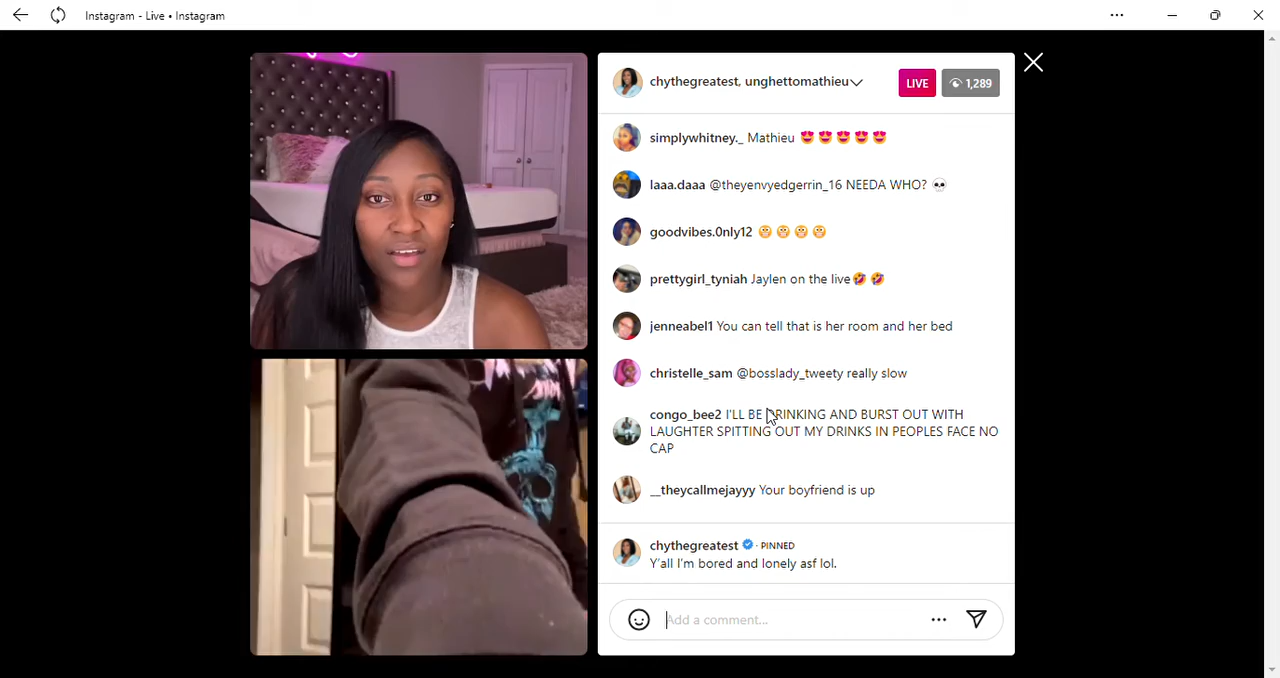 Instagram - Live • Instagram
chythegreatest, unghettomathieu
LIVE
1,289
simplywhitney._ Mathieu 😍😍😍😍😍
laaa.daaa @theyenvyedgerrin_16 NEEDA WHO? 💀
goodvibes.0nly12 😬😬😬😬
prettygirl_tyniah Jaylen on the live🤣🤣
jenneabel1 You can tell that is her room and her bed
christelle_sam @bosslady_tweety really slow
congo_bee2 I'LL BE DRINKING AND BURST OUT WITH
LAUGHTER SPITTING OUT MY DRINKS IN PEOPLES FACE NO
CAP
__theycallmejayyy Your boyfriend is up
chythegreatest · PINNED
Y'all I'm bored and lonely asf lol.
Add a comment...